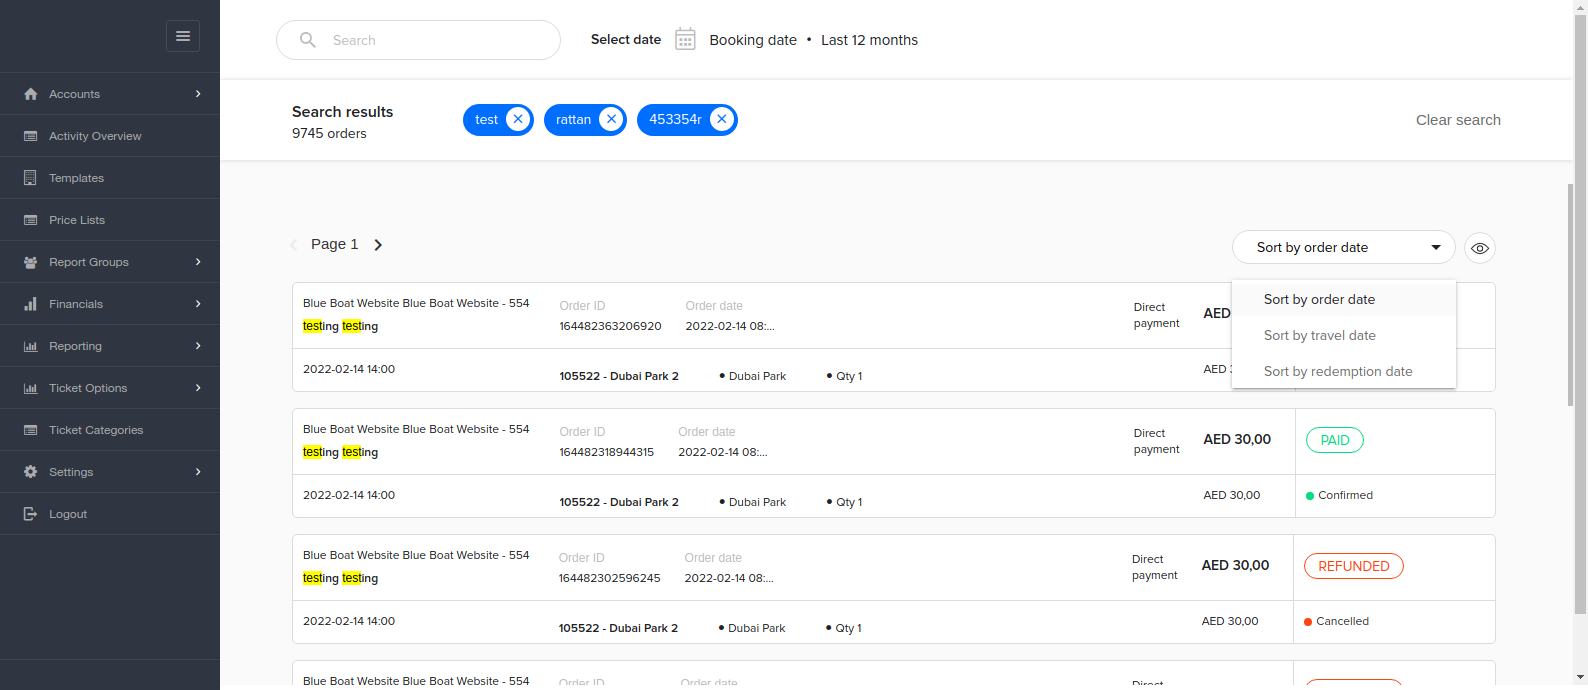 Search
Select date
Booking date • Last 12 months
Accounts
Activity Overview
Templates
Price Lists
Report Groups
Financials
Reporting
Ticket Options
Ticket Categories
Settings
Logout
Search results
9745 orders
test
rattan
453354r
Clear search
Page 1
Sort by order date
Sort by order date
Sort by travel date
Sort by redemption date
Blue Boat Website Blue Boat Website - 554
testing testing
Order ID
164482363206920
Order date
2022-02-14 08:...
Direct
payment
AED
2022-02-14 14:00
105522 - Dubai Park 2
• Dubai Park
• Qty 1
AED
Blue Boat Website Blue Boat Website - 554
testing testing
Order ID
164482318944315
Order date
2022-02-14 08:...
Direct
payment
AED 30,00
PAID
2022-02-14 14:00
105522 - Dubai Park 2
• Dubai Park
• Qty 1
AED 30,00
Confirmed
Blue Boat Website Blue Boat Website - 554
testing testing
Order ID
164482302596245
Order date
2022-02-14 08:...
Direct
payment
AED 30,00
REFUNDED
2022-02-14 14:00
105522 - Dubai Park 2
• Dubai Park
• Qty 1
AED 30,00
Cancelled
Blue Boat Website Blue Boat Website - 554
Order ID
Order date
Direct